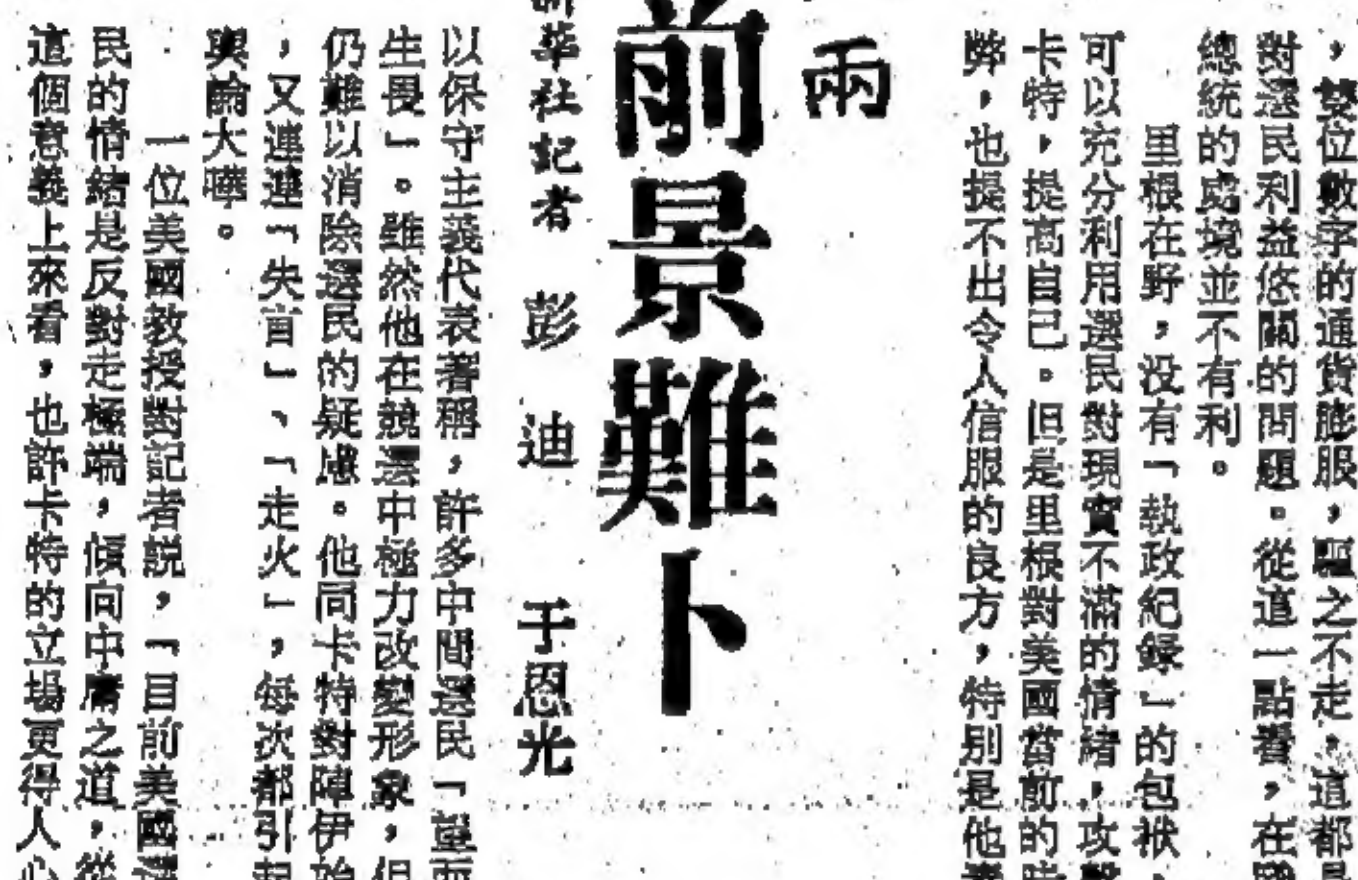 ，雙位數字的通貨膨脹，驅之不走，這都是
對選民利益悠關的問題。從這一點看，在職
總統的處境並不有利。
里根在野，没有「執政紀録」的包袱，
可以充分利用選民對現實不滿的情緒，攻擊
卡特，提高自己。但是里根對美國當前的時
弊，也提不出令人信服的良方，特别是他
兩
前景難卜
新華社記者 彭 迪 于恩光
以保守主義代表著稱，許多中間選民「望而
生畏」。雖然他在競選中極力改變形象，但
仍難以消除選民的疑慮。他同卡特對陣伊始
，又連連「失言」、「走火」，每次都引起
輿論大嘩。
一位美國教授對記者説，「目前美國選
民的情緒是反對走極端，傾向中庸之道，從
這個意義上來看，也許卡特的立場更得人心